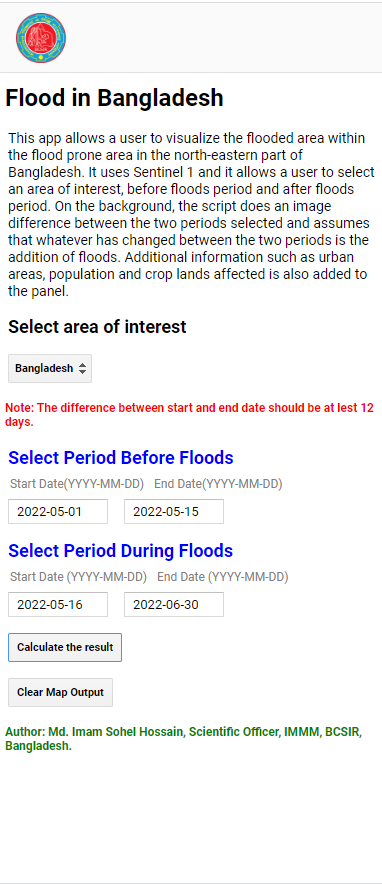 Flood in Bangladesh
This app allows a user to visualize the flooded area within
the flood prone area in the north-eastern part of
Bangladesh. It uses Sentinel 1 and it allows a user to select
an area of interest, before floods period and after floods
period. On the background, the script does an image
difference between the two periods selected and assumes
that whatever has changed between the two periods is the
addition of floods. Additional information such as urban
areas, population and crop lands affected is also added to
the panel.
Select area of interest
Bangladesh
Note: The difference between start and end date should be at lest 12
days.
Select Period Before Floods
Start Date(YYYY-MM-DD) End Date(YYYY-MM-DD)
2022-05-01 2022-05-15
Select Period During Floods
Start Date (YYYY-MM-DD) End Date (YYYY-MM-DD)
2022-05-16 2022-06-30
Calculate the result
Clear Map Output
Author: Md. Imam Sohel Hossain, Scientific Officer, IMMM, BCSIR,
Bangladesh.